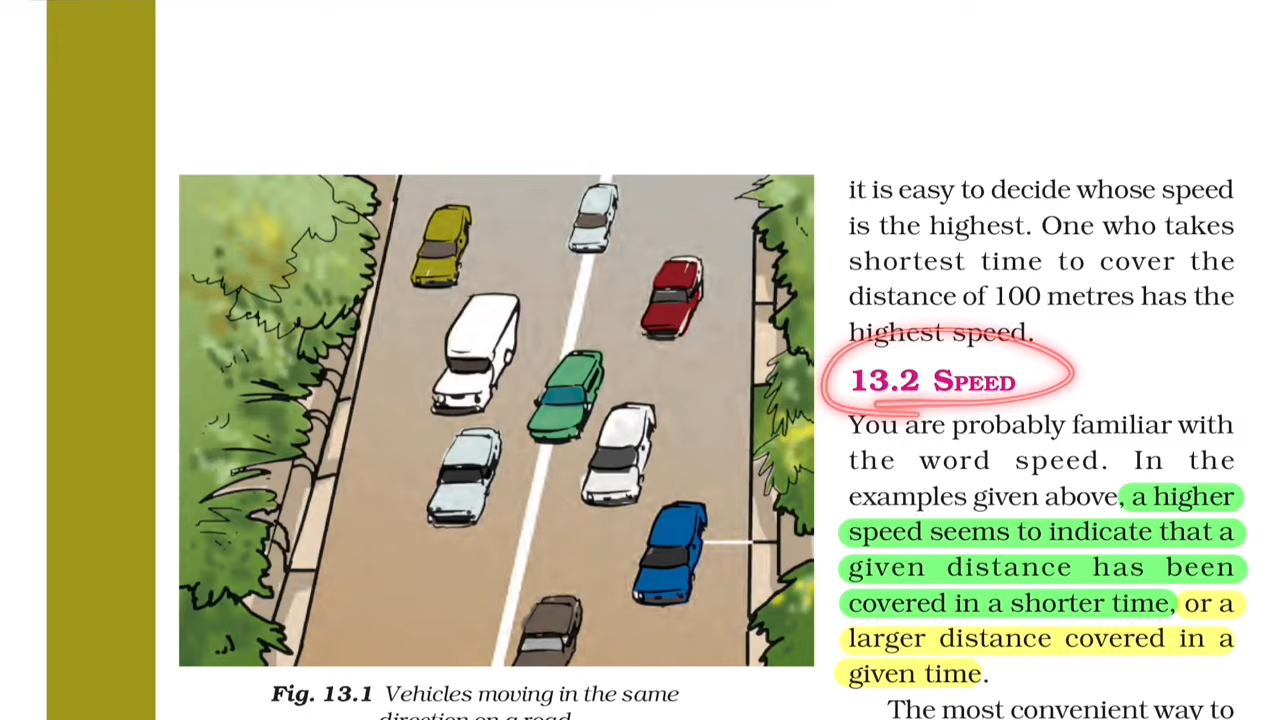 it is easy to decide whose speed
is the highest. One who takes
shortest time to cover the
distance of 100 metres has the
highest speed.
13.2 SPEED
You are probably familiar with
the word speed. In the
examples given above, a higher
speed seems to indicate that a
given distance has been
covered in a shorter time, or a
larger distance covered in a
given time.
The most convenient way to
Fig. 13.1 Vehicles moving in the same
direction on a road